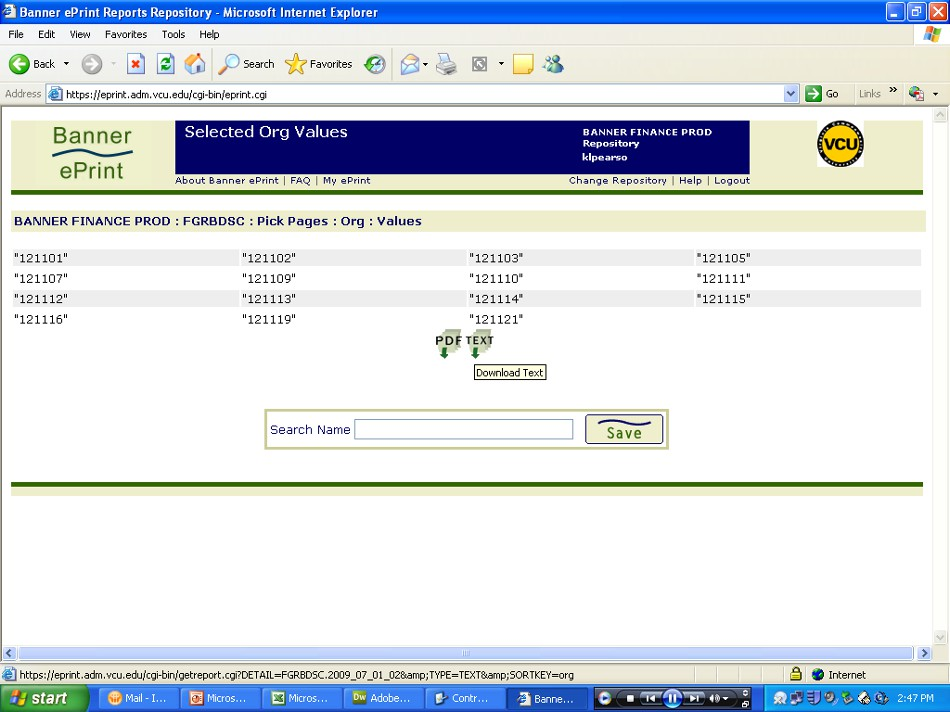 Banner ePrint Reports Repository - Microsoft Internet Explorer
File Edit View Favorites Tools Help
Back Search Favorites
Address https://eprint.adm.vcu.edu/cgi-bin/eprint.cgi Go Links »
Banner ePrint
Selected Org Values
BANNER FINANCE PROD
Repository
klpearso
VCU
About Banner ePrint | FAQ | My ePrint
Change Repository | Help | Logout
BANNER FINANCE PROD : FGRBDSC : Pick Pages : Org : Values
"121101" "121102" "121103" "121105"
"121107" "121109" "121110" "121111"
"121112" "121113" "121114" "121115"
"121116" "121119" "121121"
PDF TEXT
Download Text
Search Name Save
https://eprint.adm.vcu.edu/cgi-bin/getreport.cgi?DETAIL=FGRBDSC.2009_07_01_02&amp;TYPE=TEXT&amp;SORTKEY=org Internet
start Mail - I... Micros... Micros... Dw Adobe... Contr... Banne... 2:47 PM